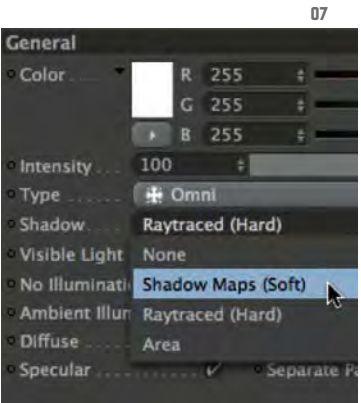 07
General
Color R 255
G 255
B 255
Intensity 100
Type Omni
Shadow Raytraced (Hard)
Visible Light None
No Illuminati Shadow Maps (Soft)
Ambient Illum Raytraced (Hard)
Diffuse Area
Specular Separate Pa